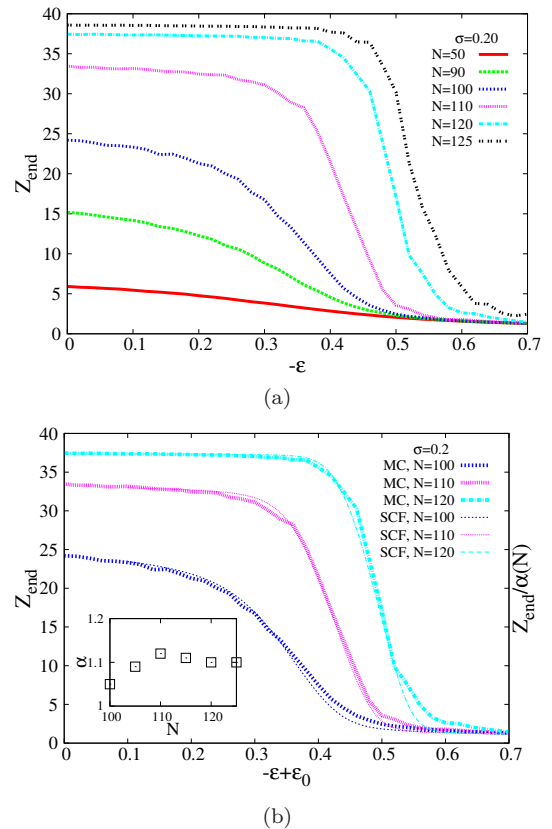 40
35
30
25
20
15
10
5
0
Z_end
σ=0.20
N=50
N=90
N=100
N=110
N=120
N=125
0 0.1 0.2 0.3 0.4 0.5 0.6 0.7
-ε
(a)
40
35
30
25
20
15
10
5
0
Z_end
σ=0.2
MC, N=100
MC, N=110
MC, N=120
SCF, N=100
SCF, N=110
SCF, N=120
Z_end/α(N)
1.2
1.1
1
α
100 110 120
N
0 0.1 0.2 0.3 0.4 0.5 0.6 0.7
-ε+ε_0
(b)